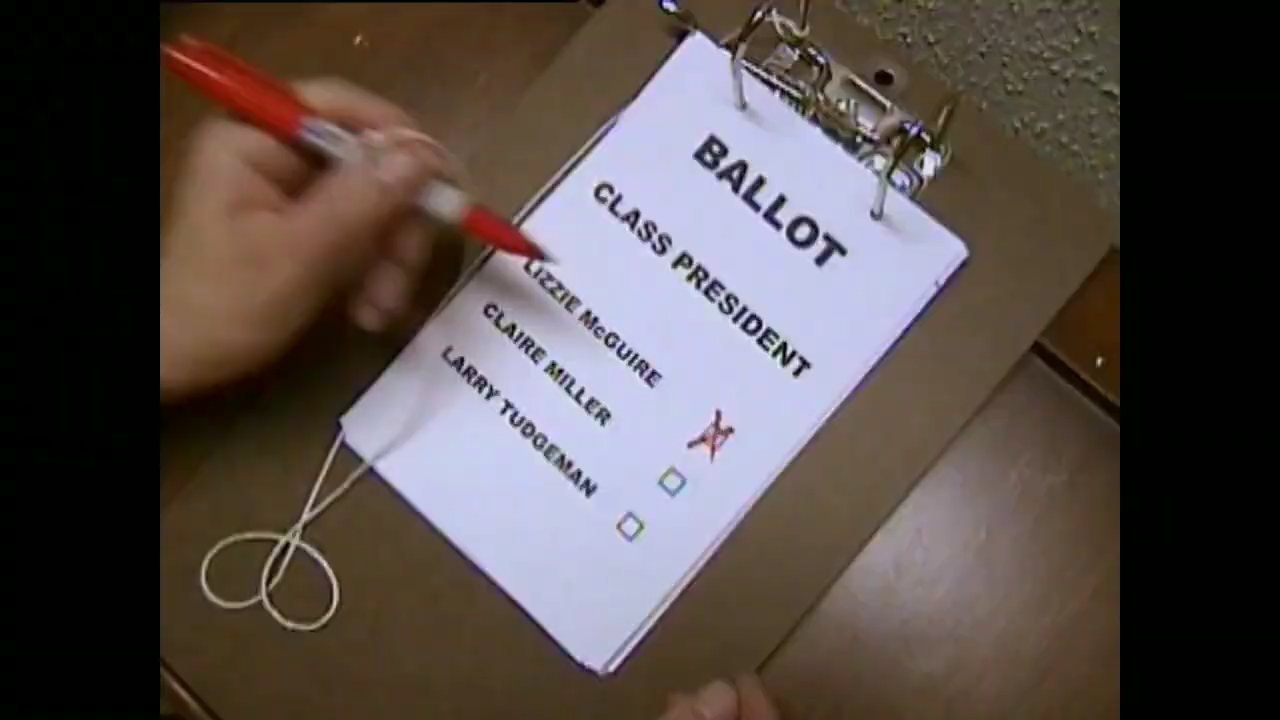 BALLOT
CLASS PRESIDENT
LIZZIE McGUIRE
CLAIRE MILLER
LARRY TUDGEMAN